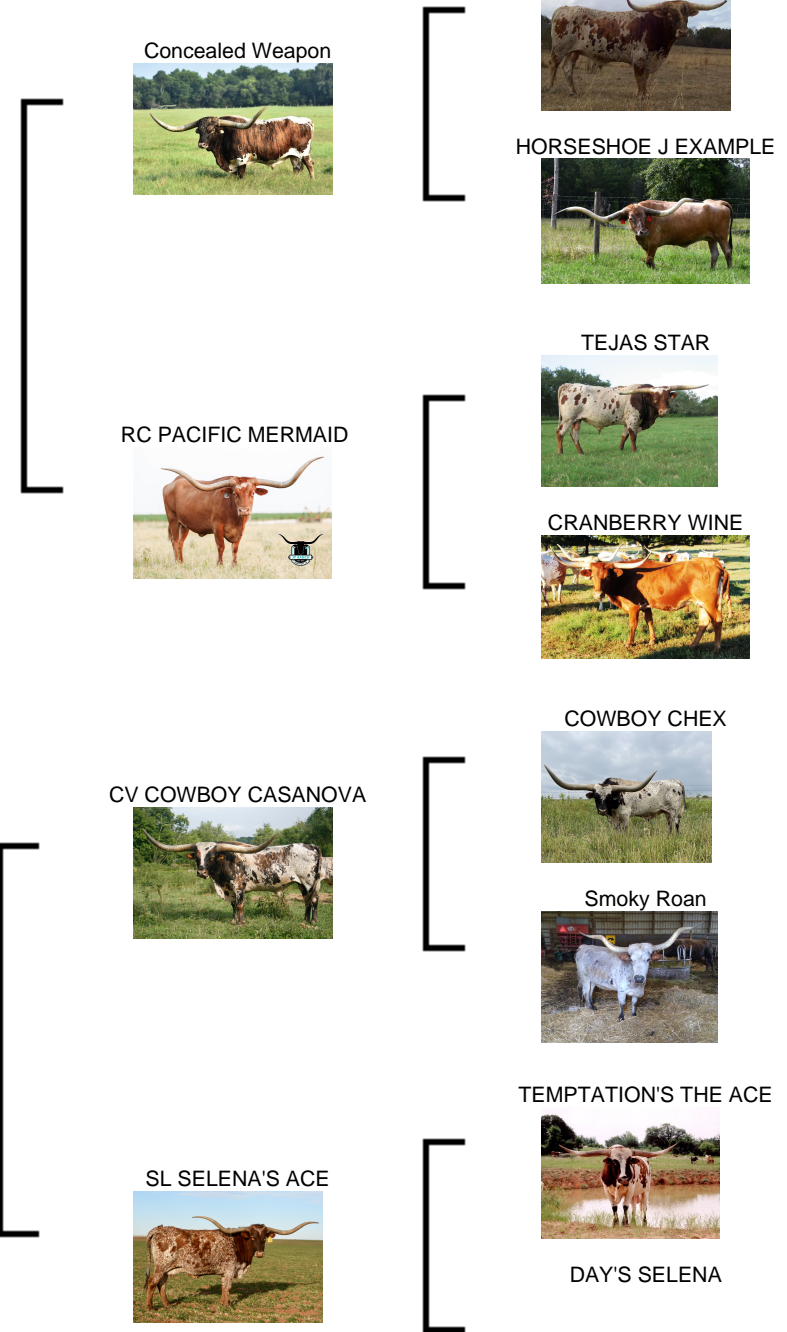 Concealed Weapon
HORSESHOE J EXAMPLE
TEJAS STAR
RC PACIFIC MERMAID
CRANBERRY WINE
COWBOY CHEX
CV COWBOY CASANOVA
Smoky Roan
TEMPTATION'S THE ACE
SL SELENA'S ACE
DAY'S SELENA